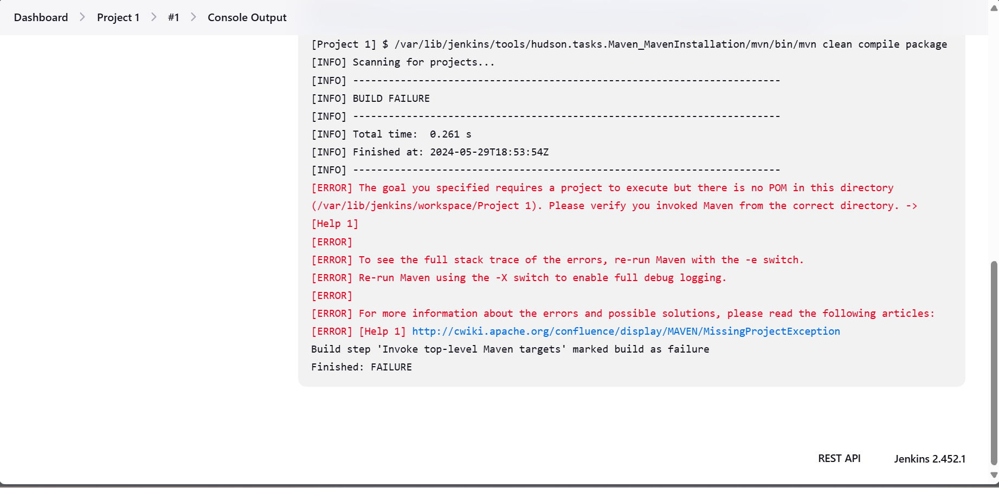 Dashboard > Project 1 > #1 > Console Output
[Project 1] $ /var/lib/jenkins/tools/hudson.tasks.Maven_MavenInstallation/mvn/bin/mvn clean compile package
[INFO] Scanning for projects...
[INFO] ------------------------------------------------------------------------
[INFO] BUILD FAILURE
[INFO] ------------------------------------------------------------------------
[INFO] Total time:  0.261 s
[INFO] Finished at: 2024-05-29T18:53:54Z
[INFO] ------------------------------------------------------------------------
[ERROR] The goal you specified requires a project to execute but there is no POM in this directory
(/var/lib/jenkins/workspace/Project 1). Please verify you invoked Maven from the correct directory. ->
[Help 1]
[ERROR]
[ERROR] To see the full stack trace of the errors, re-run Maven with the -e switch.
[ERROR] Re-run Maven using the -X switch to enable full debug logging.
[ERROR]
[ERROR] For more information about the errors and possible solutions, please read the following articles:
[ERROR] [Help 1] http://cwiki.apache.org/confluence/display/MAVEN/MissingProjectException
Build step 'Invoke top-level Maven targets' marked build as failure
Finished: FAILURE
REST API Jenkins 2.452.1